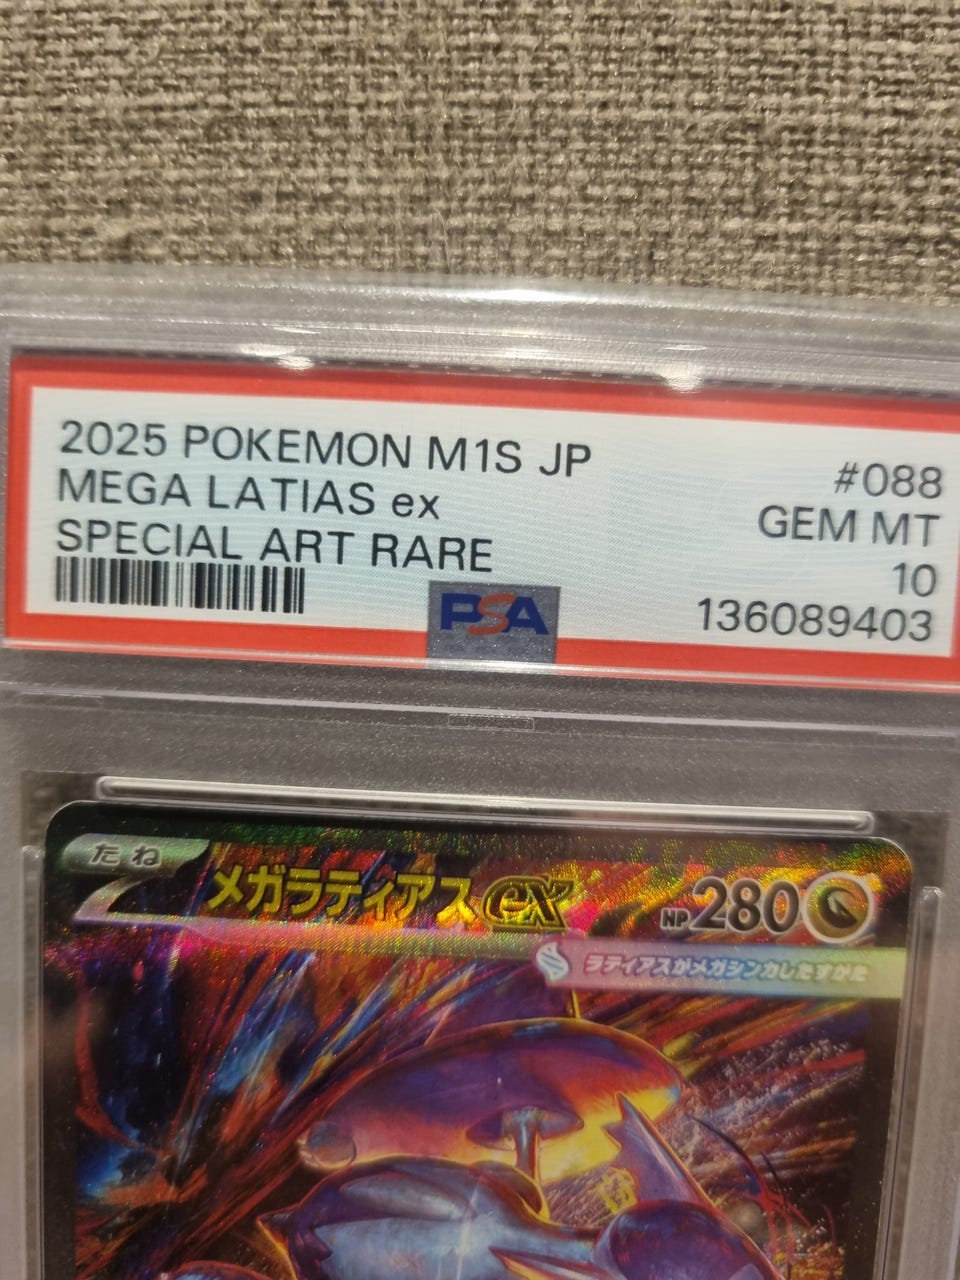 2025 POKEMON M1S JP
MEGA LATIAS ex
SPECIAL ART RARE
#088
GEM MT
10
136089403
PSA
たね
メガラティアスex
HP280
ラティアスがメガシンカしたすがた